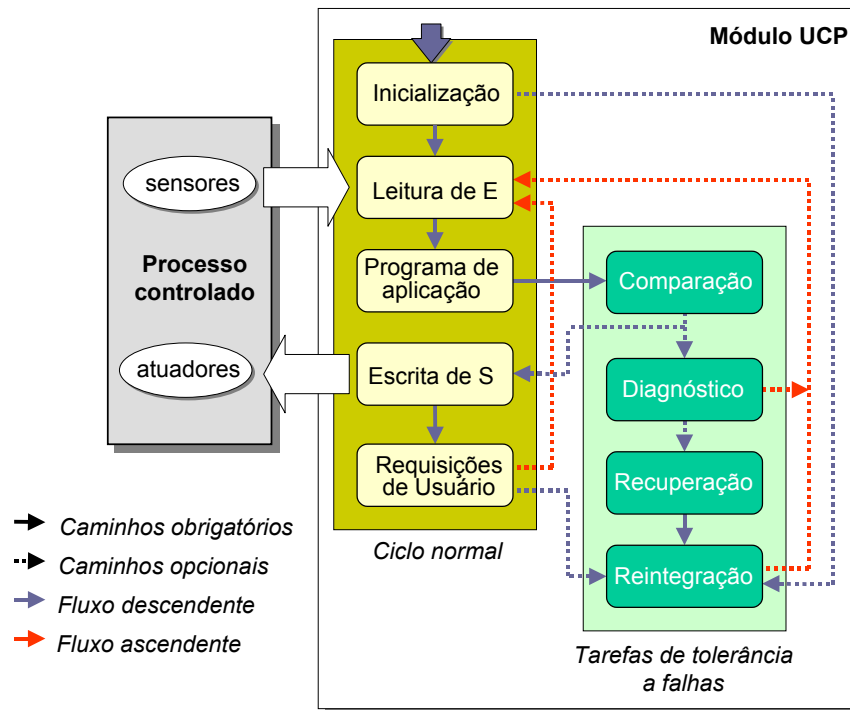 Módulo UCP
Inicialização
sensores
Leitura de E
Processo
controlado
Programa de
aplicação
Comparação
atuadores
Escrita de S
Diagnóstico
Requisições
de Usuário
Recuperação
Reintegração
Ciclo normal
Caminhos obrigatórios
Caminhos opcionais
Fluxo descendente
Fluxo ascendente
Tarefas de tolerância
a falhas